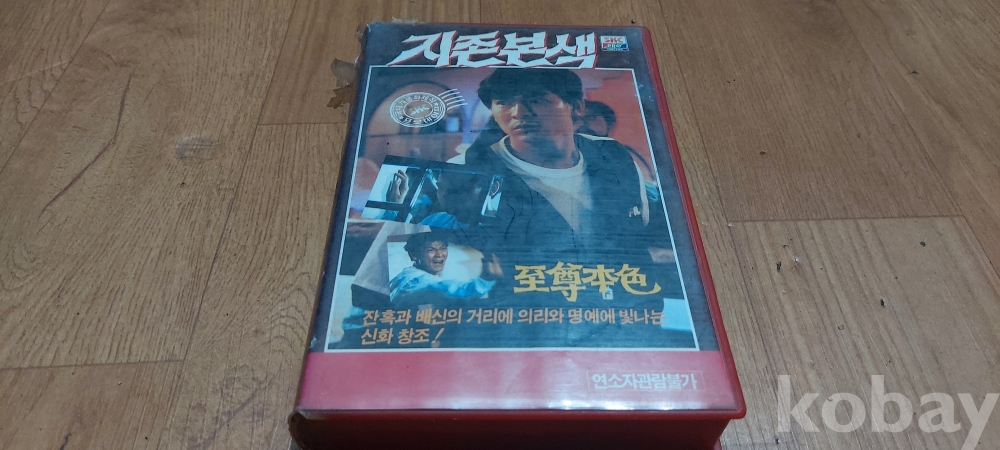 지존본색
SKC
至尊本色
잔혹과 배신의 거리에 의리와 명예에 빛나는
신화 창조!
연소자관람불가
kobay